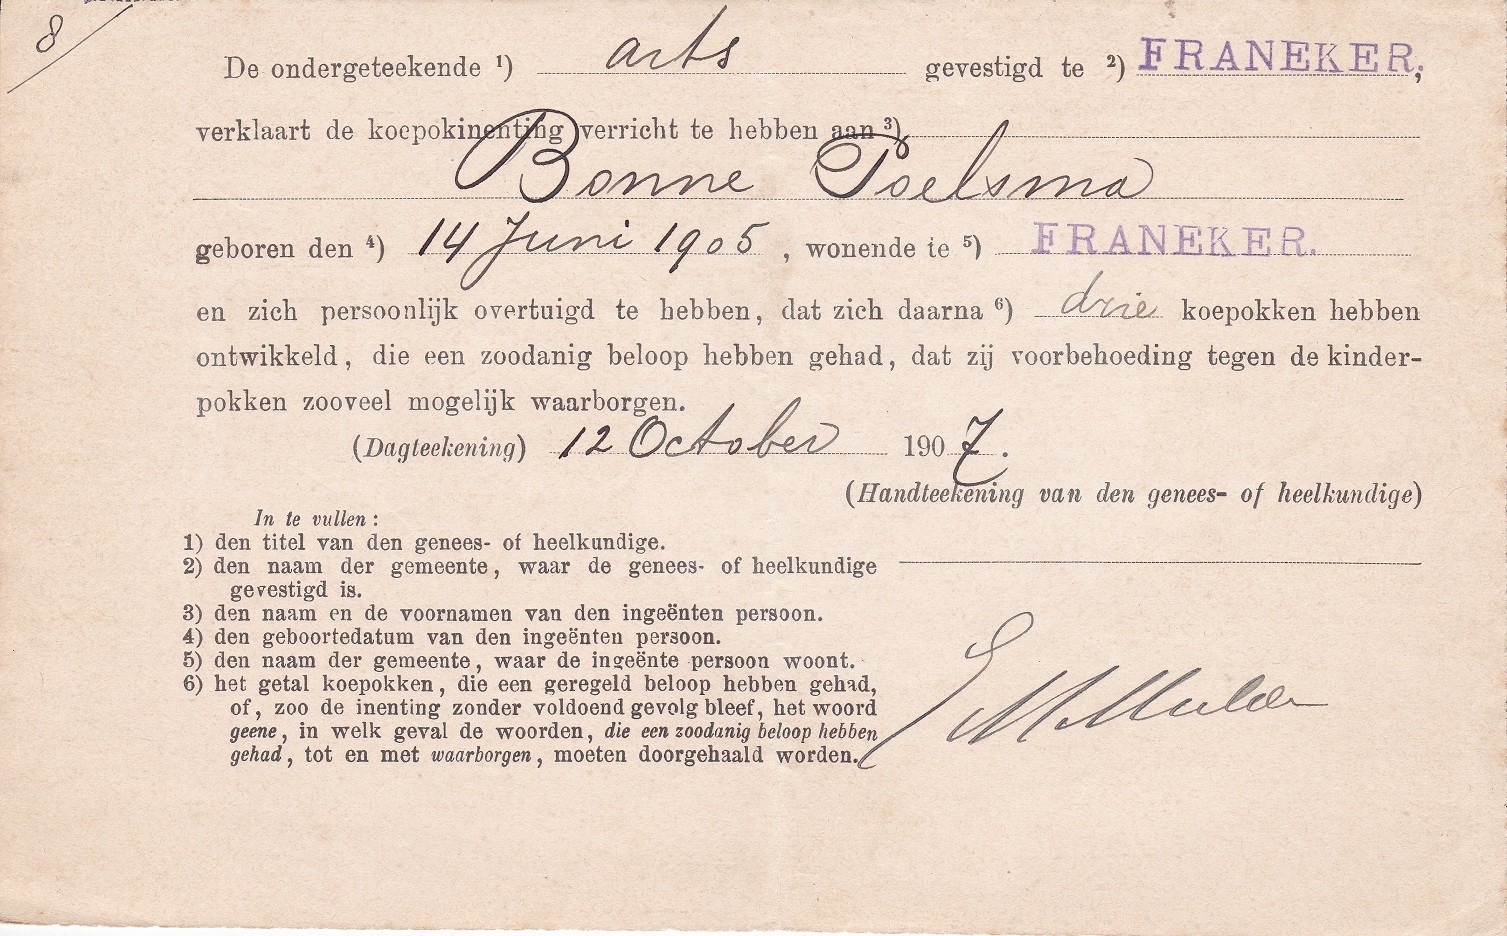 8
De ondergeteekende 1) arts gevestigd te 2) FRANEKER.;
verklaart de koepokinenting verricht te hebben aan 3)
Bonne Poelsma
geboren den 4) 14 Juni 1905, wonende te 5) FRANEKER.
en zich persoonlijk overtuigd te hebben, dat zich daarna 6) drie koepokken hebben
ontwikkeld, die een zoodanig beloop hebben gehad, dat zij voorbehoeding tegen de kinder-
pokken zooveel mogelijk waarborgen.
(Dagteekening) 12 October 1907.
(Handteekening van den genees- of heelkundige)
In te vullen:
1) den titel van den genees- of heelkundige.
2) den naam der gemeente, waar de genees- of heelkundige
gevestigd is.
3) den naam en de voornamen van den ingeënten persoon.
4) den geboortedatum van den ingeënten persoon.
5) den naam der gemeente, waar de ingeënte persoon woont.
6) het getal koepokken, die een geregeld beloop hebben gehad,
of, zoo de inenting zonder voldoend gevolg bleef, het woord
geene, in welk geval de woorden, die een zoodanig beloop hebben
gehad, tot en met waarborgen, moeten doorgehaald worden.
Mulder